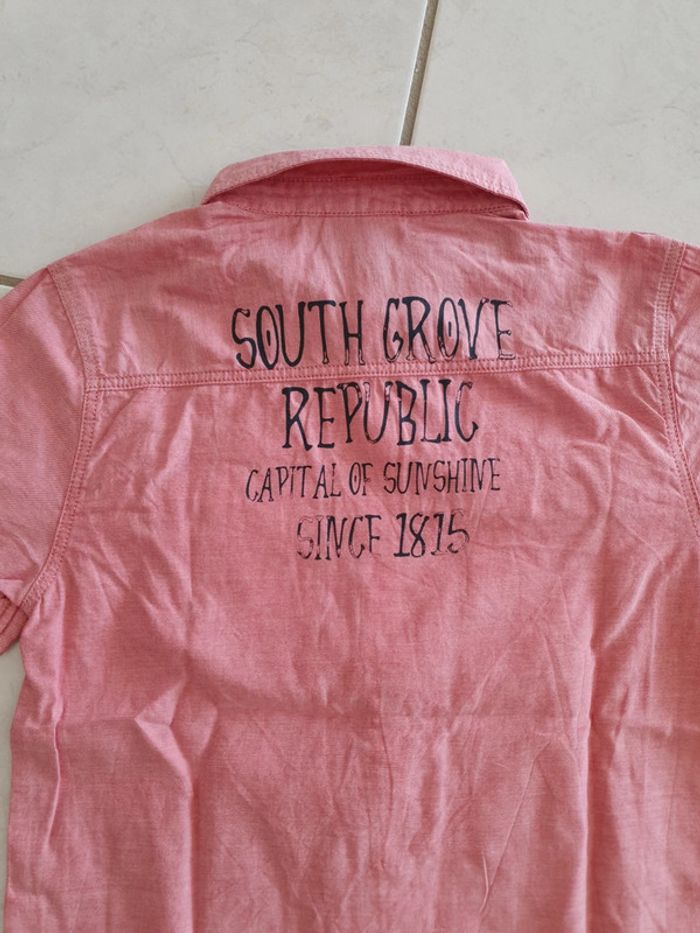 SOUTH GROVE
REPUBLIC
CAPITAL OF SUNSHINE
SINCE 1815